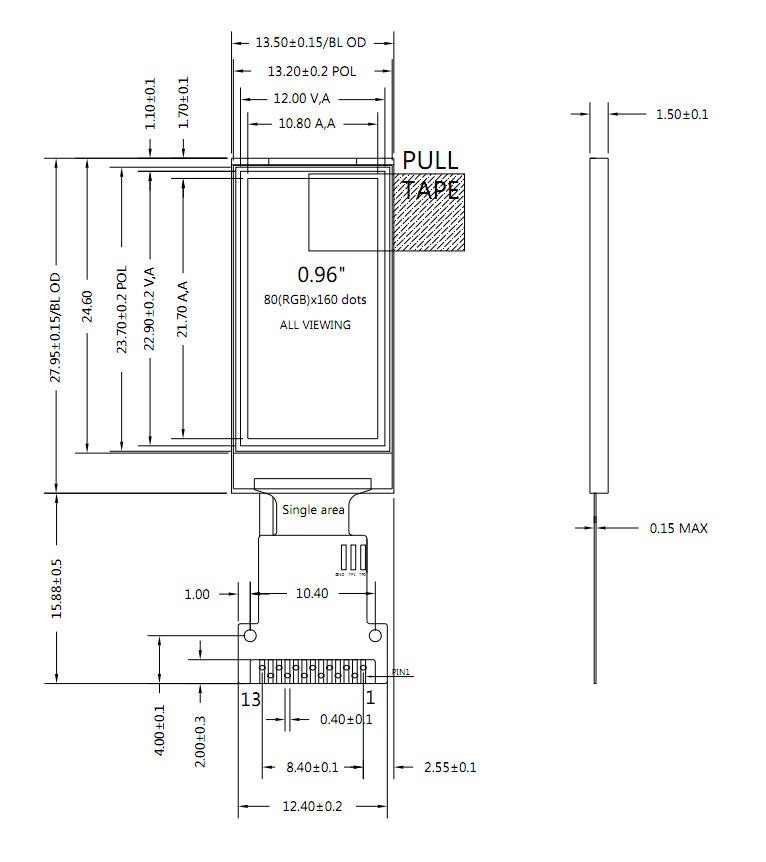 13.50±0.15/BL OD
13.20±0.2 POL
12.00 V,A
10.80 A,A
1.10±0.1
1.70±0.1
1.50±0.1
PULL
TAPE
27.95±0.15/BL OD
24.60
23.70±0.2 POL
22.90±0.2 V,A
21.70 A,A
0.96"
80(RGB)x160 dots
ALL VIEWING
Single area
0.15 MAX
15.88±0.5
1.00
10.40
PIN1
13
1
4.00±0.1
2.00±0.3
0.40±0.1
8.40±0.1
2.55±0.1
12.40±0.2